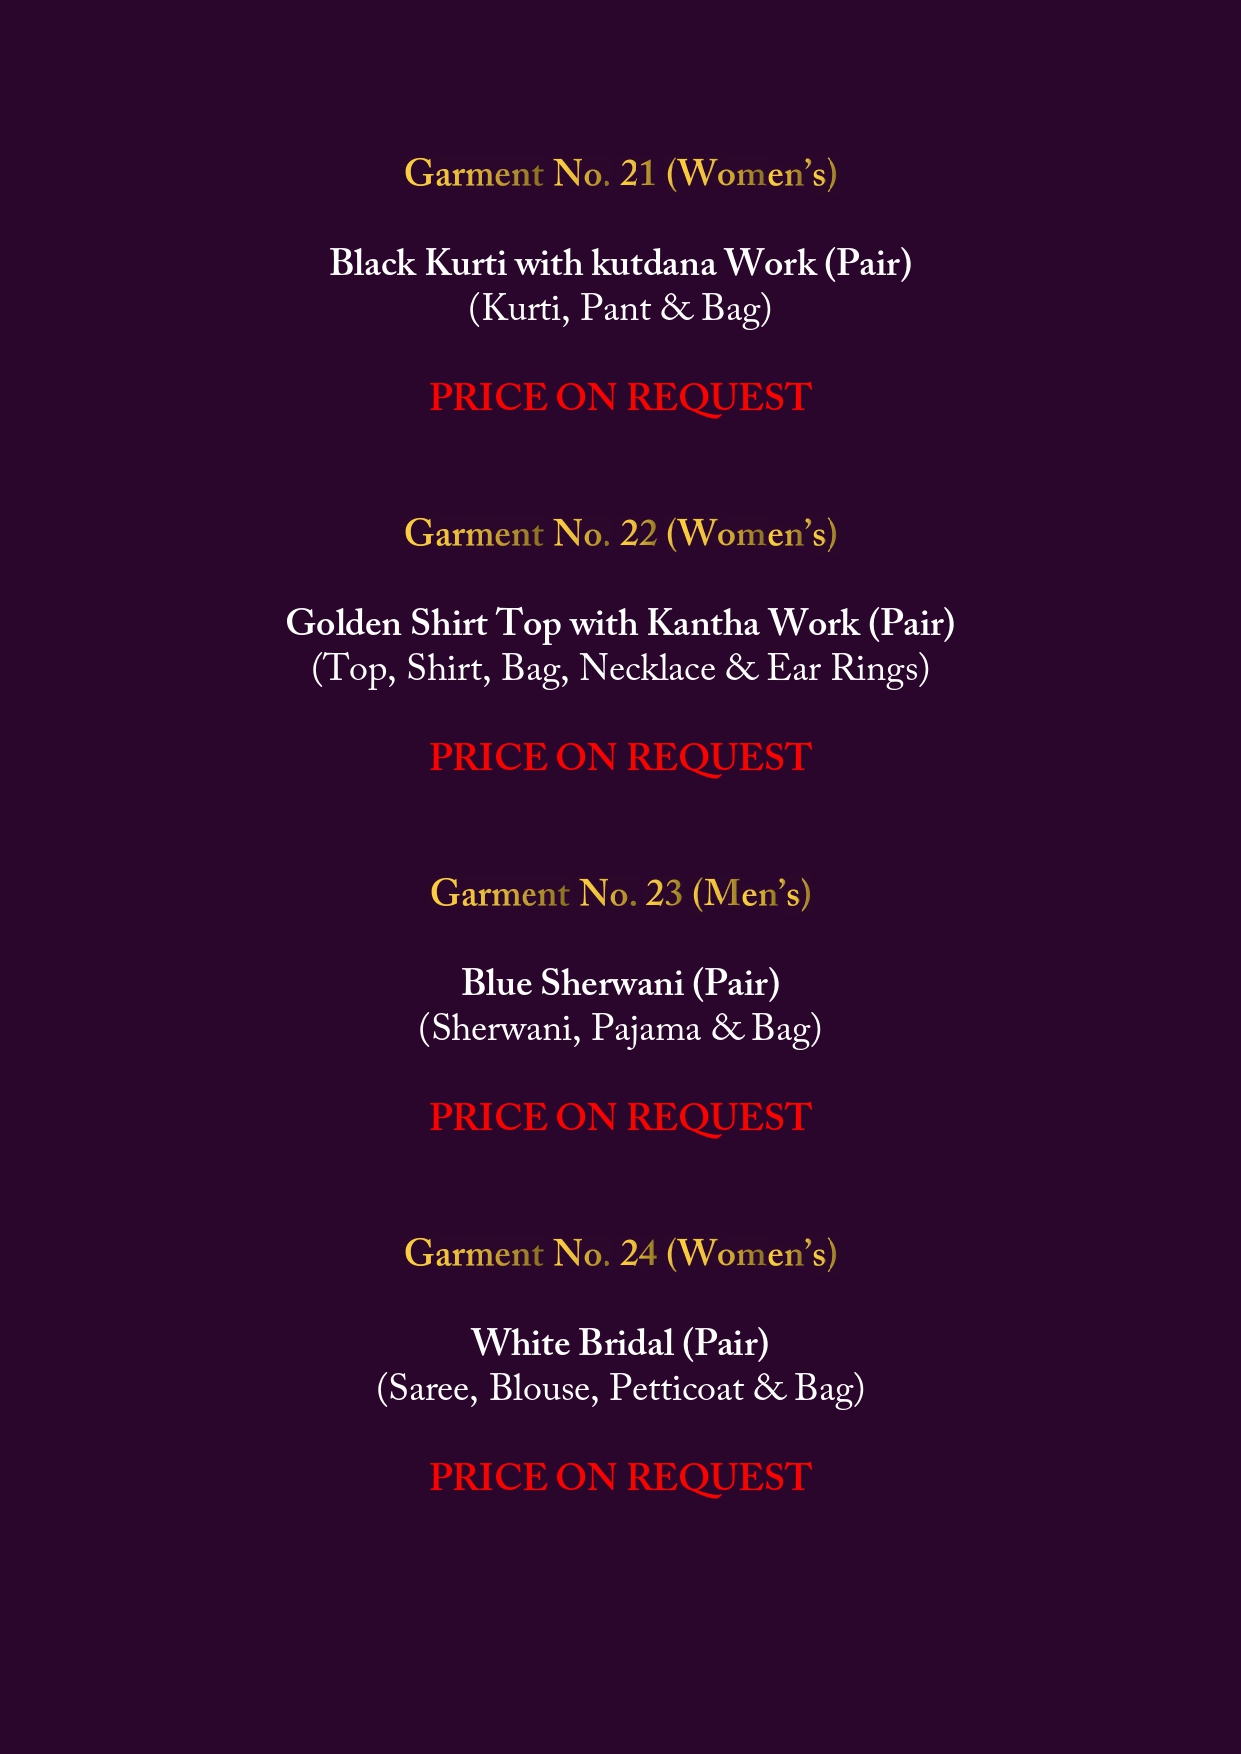 Garment No. 21 (Women’s)
Black Kurti with kutdana Work (Pair)
(Kurti, Pant & Bag)
PRICE ON REQUEST
Garment No. 22 (Women’s)
Golden Shirt Top with Kantha Work (Pair)
(Top, Shirt, Bag, Necklace & Ear Rings)
PRICE ON REQUEST
Garment No. 23 (Men’s)
Blue Sherwani (Pair)
(Sherwani, Pajama & Bag)
PRICE ON REQUEST
Garment No. 24 (Women’s)
White Bridal (Pair)
(Saree, Blouse, Petticoat & Bag)
PRICE ON REQUEST